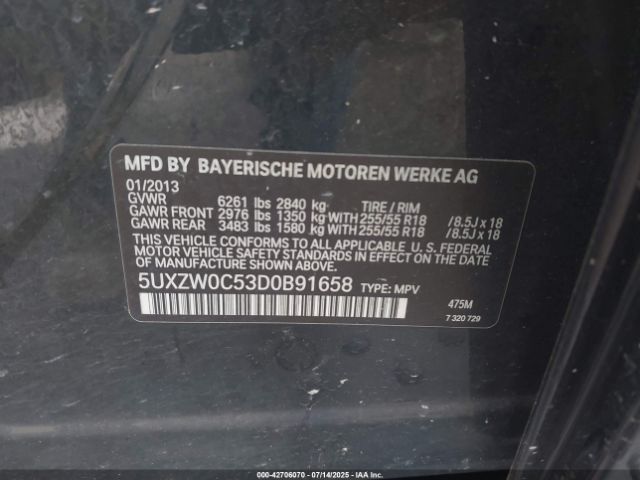 MFD BY BAYERISCHE MOTOREN WERKE AG
01/2013
GVWR 6261 lbs 2840 kg TIRE / RIM
GAWR FRONT 2976 lbs 1350 kg WITH 255/55 R18 /8.5J x 18
GAWR REAR 3483 lbs 1580 kg WITH 255/55 R18 /8.5J x 18
THIS VEHICLE CONFORMS TO ALL APPLICABLE U. S. FEDERAL
MOTOR VEHICLE SAFETY STANDARDS IN EFFECT ON THE
DATE OF MANUFACTURE SHOWN ABOVE.
5UXZW0C53D0B91658 TYPE: MPV
475M
7 320 729
000-42706070 07/14/2025 - IAAI.COM